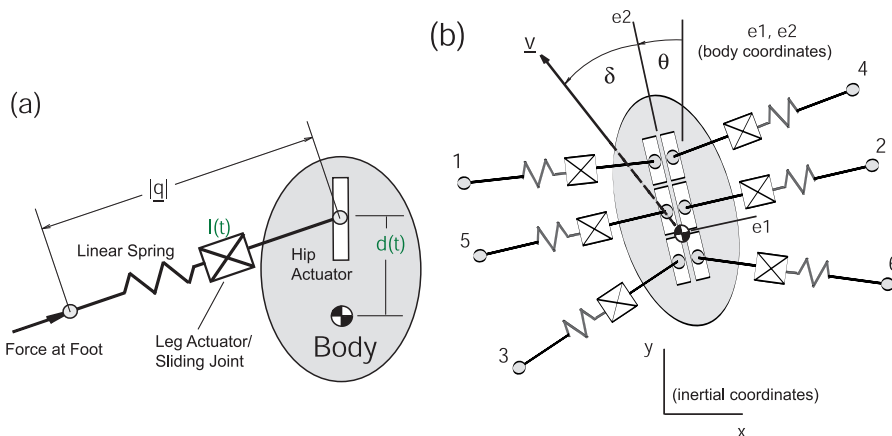 (a)
|q|
l(t)
Linear Spring
Hip
Actuator
d(t)
Force at Foot
Leg Actuator/
Sliding Joint
Body
(b)
e2
e1, e2
(body coordinates)
v
δ
θ
4
1
2
5
e1
6
3
y
(inertial coordinates)
x